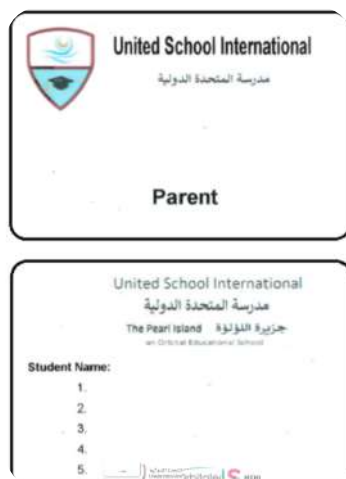 United School International
مدرسة المتحدة الدولية
Parent
United School International
مدرسة المتحدة الدولية
The Pearl Island جزيرة اللؤلؤة
an Orbital Educational School
Student Name:
1.
2.
3.
4.
5.